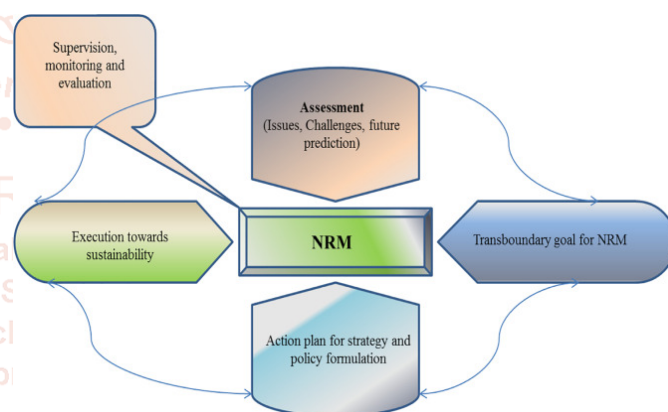 Supervision,
monitoring and
evaluation
Assessment
(Issues, Challenges, future
prediction)
Execution towards
sustainability
NRM
Transboundary goal for NRM
Action plan for strategy and
policy formulation